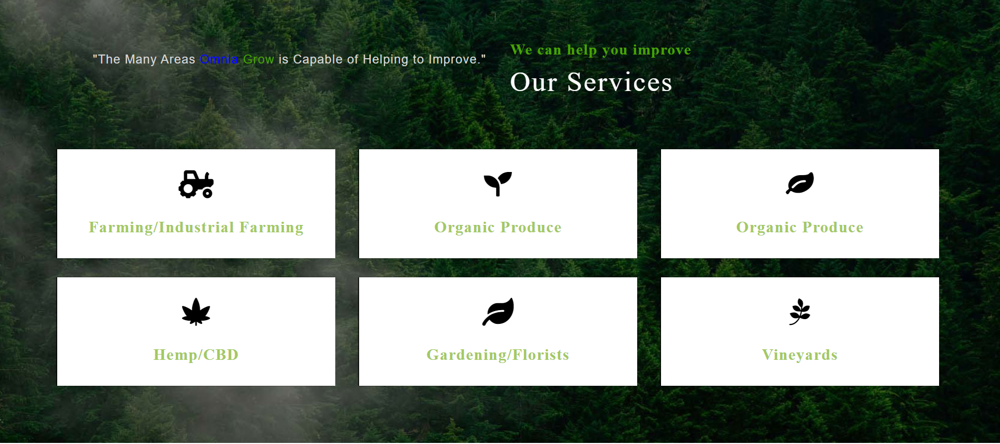 "The Many Areas Omnia Grow is Capable of Helping to Improve."
We can help you improve
Our Services
Farming/Industrial Farming
Organic Produce
Organic Produce
Hemp/CBD
Gardening/Florists
Vineyards